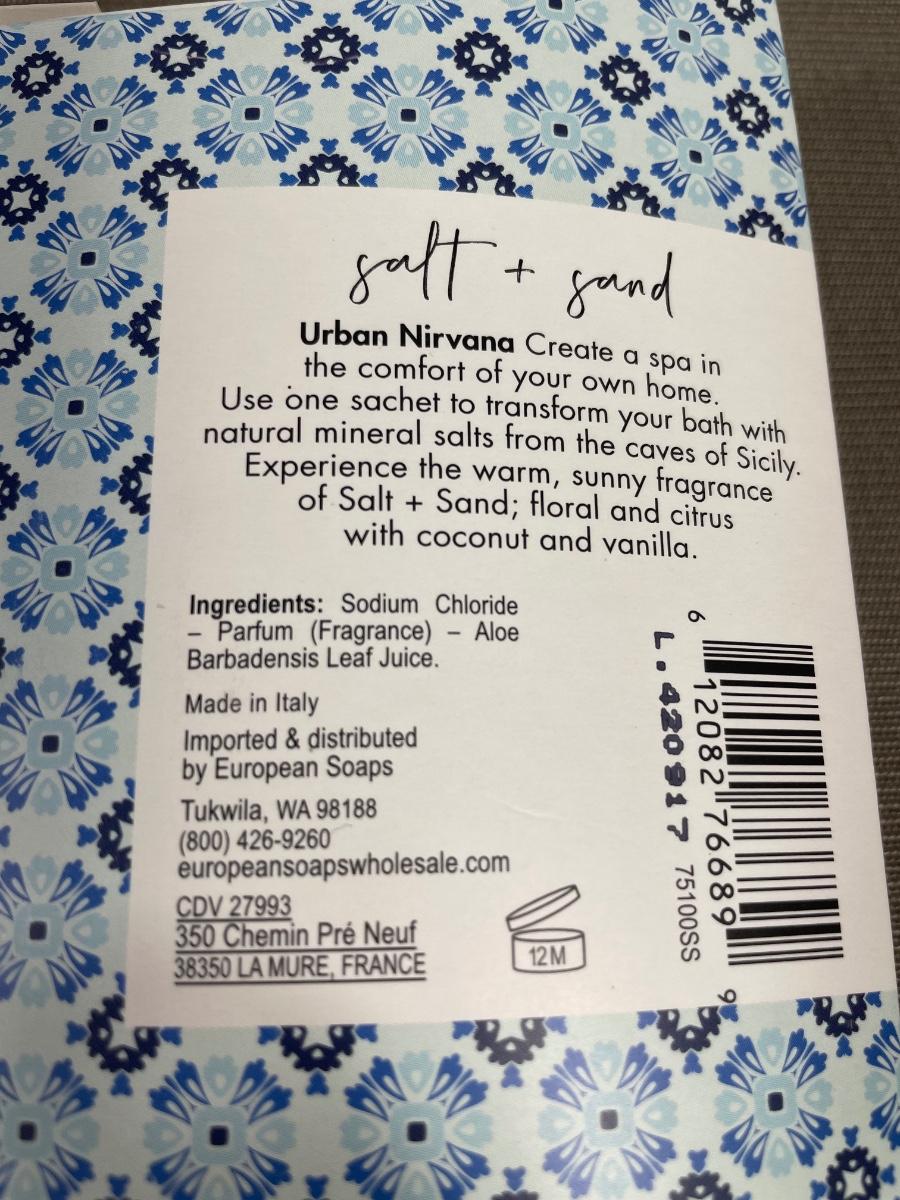 salt + sand
Urban Nirvana Create a spa in
the comfort of your own home.
Use one sachet to transform your bath with
natural mineral salts from the caves of Sicily.
Experience the warm, sunny fragrance
of Salt + Sand; floral and citrus
with coconut and vanilla.
Ingredients: Sodium Chloride
– Parfum (Fragrance) – Aloe
Barbadensis Leaf Juice.
Made in Italy
Imported & distributed
by European Soaps
Tukwila, WA 98188
(800) 426-9260
europeansoapswholesale.com
CDV 27993
350 Chemin Pré Neuf
38350 LA MURE, FRANCE
12M
6 12082 76689 9
L.420917
75100SS